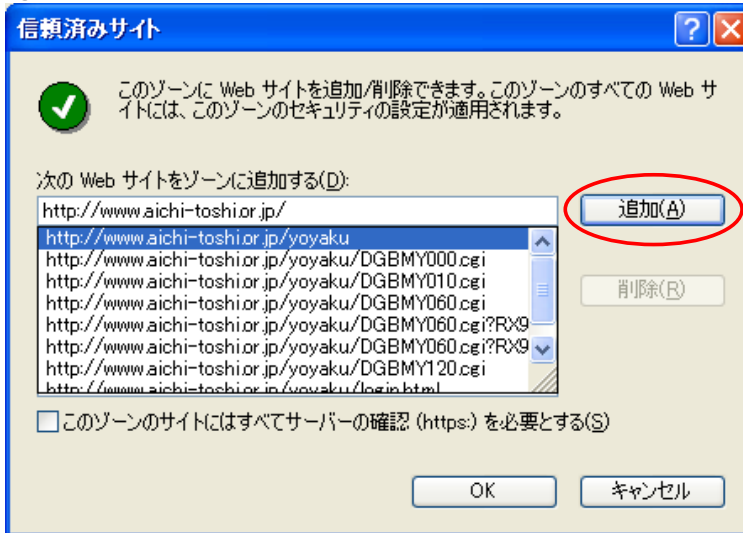 信頼済みサイト
このゾーンに Web サイトを追加/削除できます。このゾーンのすべての Web サ
イトには、このゾーンのセキュリティの設定が適用されます。
次の Web サイトをゾーンに追加する(D):
http://www.aichi-toshi.or.jp/
追加(A)
http://www.aichi-toshi.or.jp/yoyaku
http://www.aichi-toshi.or.jp/yoyaku/DGBMY000.cgi
http://www.aichi-toshi.or.jp/yoyaku/DGBMY010.cgi
削除(R)
http://www.aichi-toshi.or.jp/yoyaku/DGBMY060.cgi
http://www.aichi-toshi.or.jp/yoyaku/DGBMY060.cgi?RX9
http://www.aichi-toshi.or.jp/yoyaku/DGBMY060.cgi?RX9
http://www.aichi-toshi.or.jp/yoyaku/DGBMY120.cgi
http://www.aichi-toshi.or.jp/yoyaku/login.html
このゾーンのサイトにはすべてサーバーの確認 (https:) を必要とする(S)
OK
キャンセル